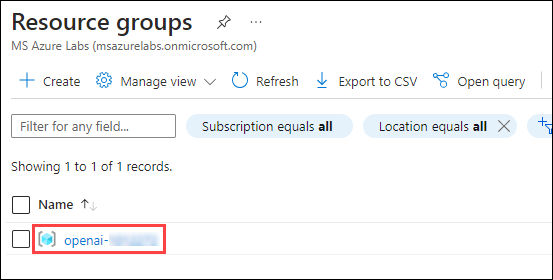 Resource groups
MS Azure Labs (msazurelabs.onmicrosoft.com)
+ Create Manage view Refresh Export to CSV Open query
Filter for any field... Subscription equals all Location equals all
Showing 1 to 1 of 1 records.
Name ↑↓
openai-